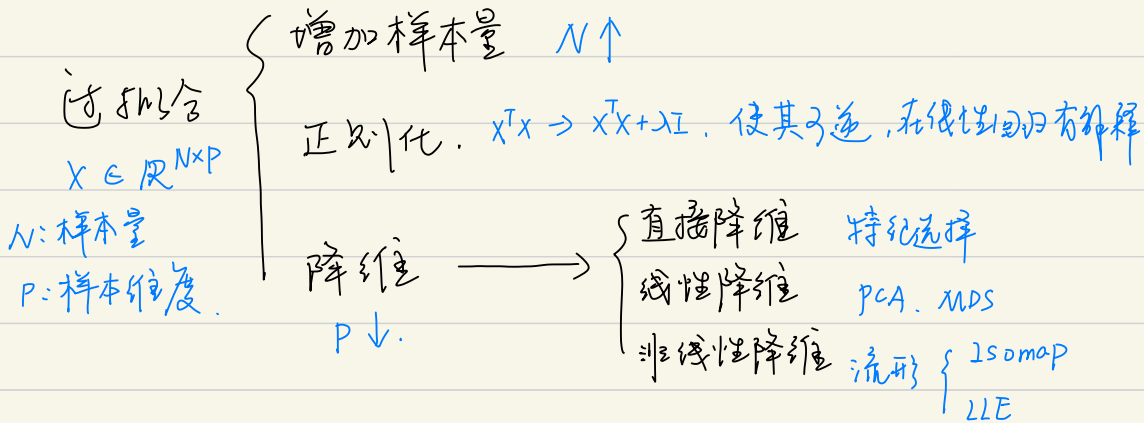 增加样本量 N↑
过拟合
正则化. XᵀX → XᵀX+λI. 使其可逆,在线性回归有解释
X ∈ ℝ^{N×P}
N:样本量
P:样本维度.
降维 →
P↓.
直接降维 特征选择
线性降维 PCA. MDS
非线性降维 流形 { Isomap
LLE